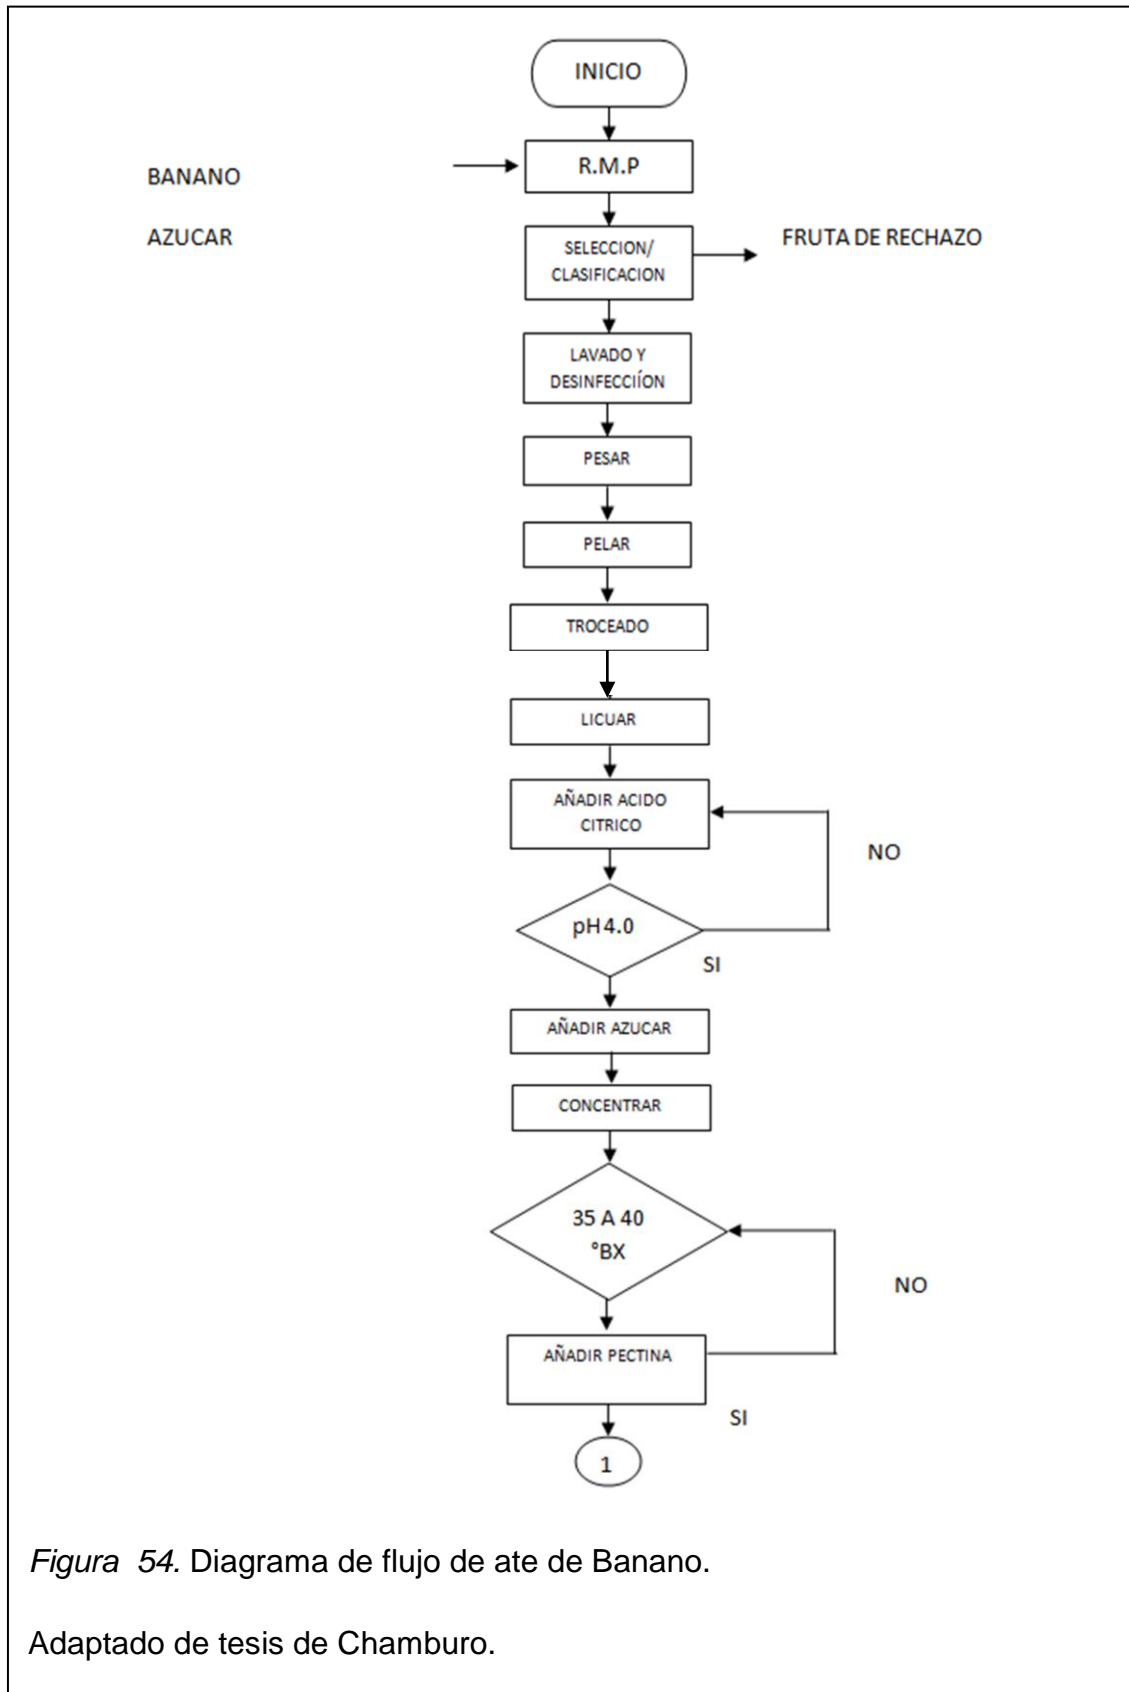 INICIO
R.M.P
BANANO
AZUCAR
SELECCION/
CLASIFICACION
FRUTA DE RECHAZO
LAVADO Y
DESINFECCIÍON
PESAR
PELAR
TROCEADO
LICUAR
AÑADIR ACIDO
CITRICO
NO
pH 4.0
SI
AÑADIR AZUCAR
CONCENTRAR
35 A 40
°BX
NO
AÑADIR PECTINA
SI
1
Figura 54. Diagrama de flujo de ate de Banano.
Adaptado de tesis de Chamburo.